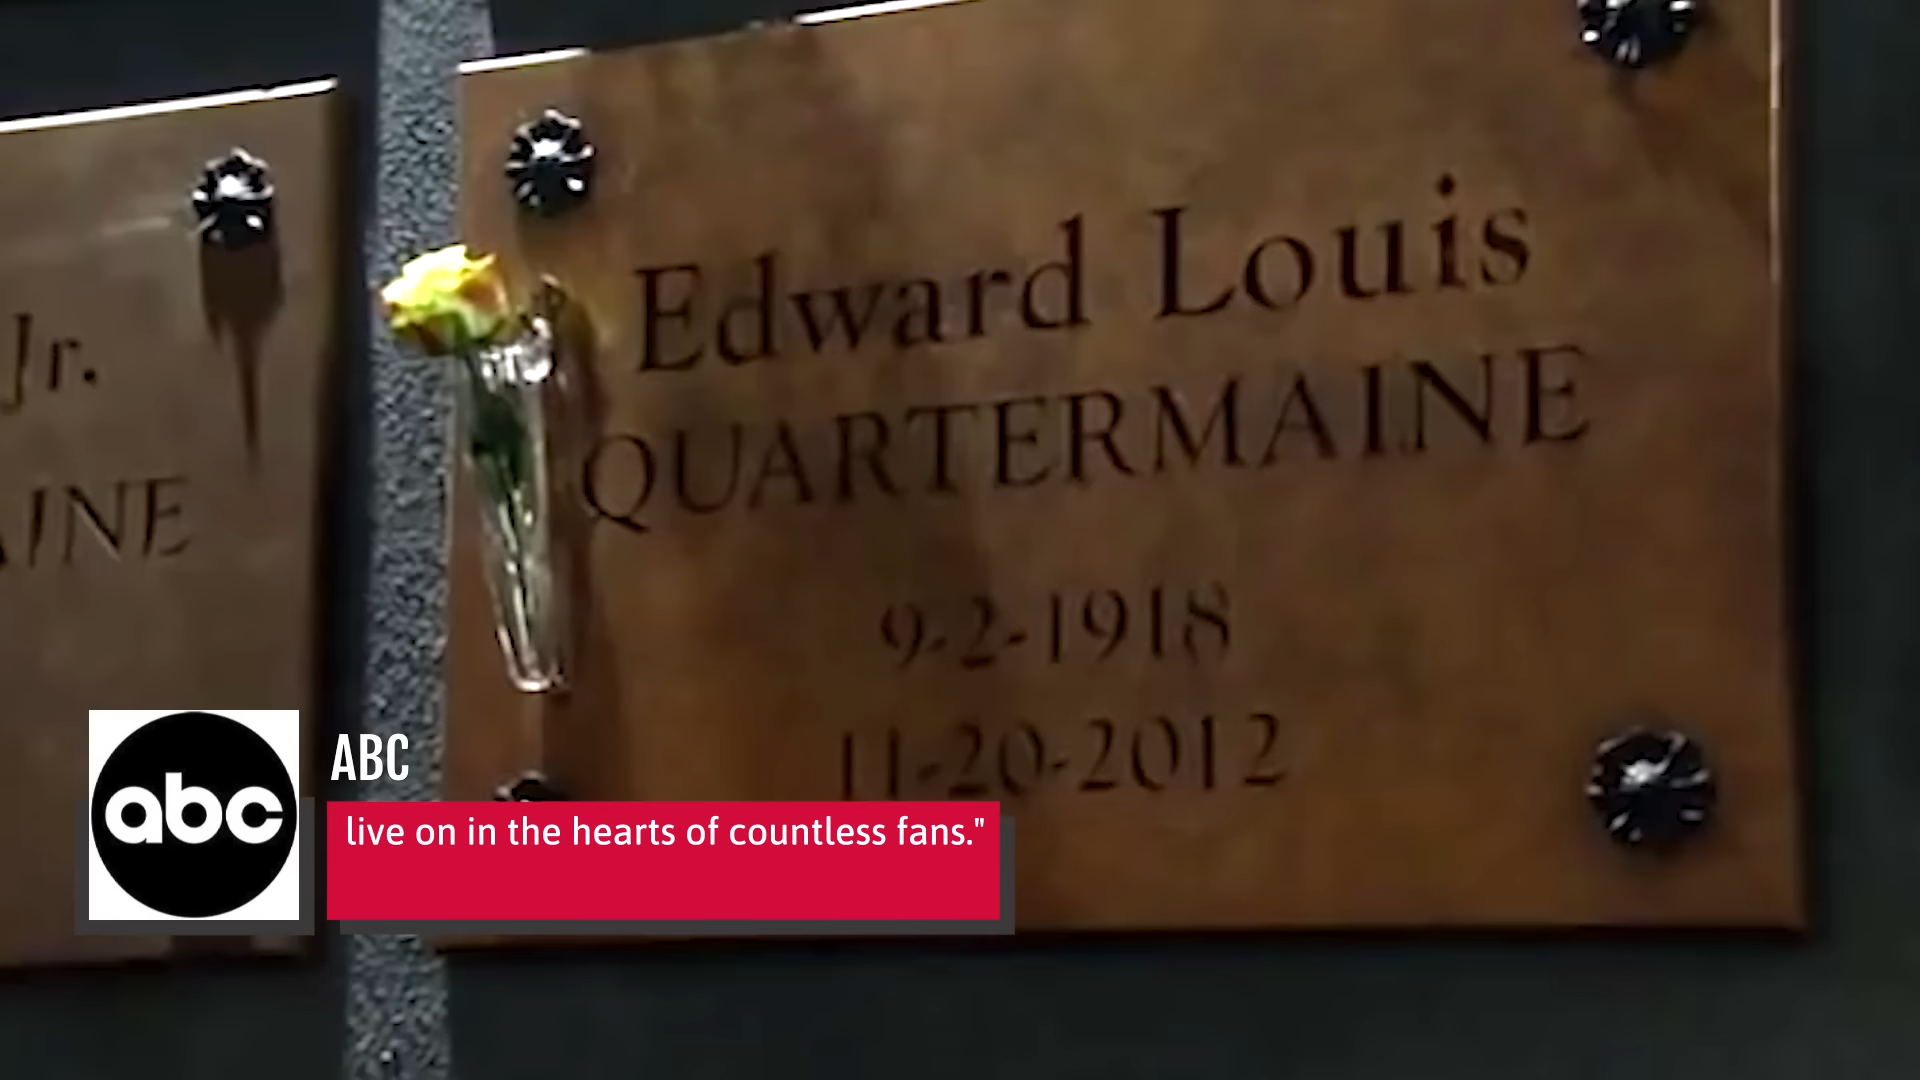 Jr.
AINE
Edward Louis
QUARTERMAINE
9-2-1918
11-20-2012
abc
ABC
live on in the hearts of countless fans."